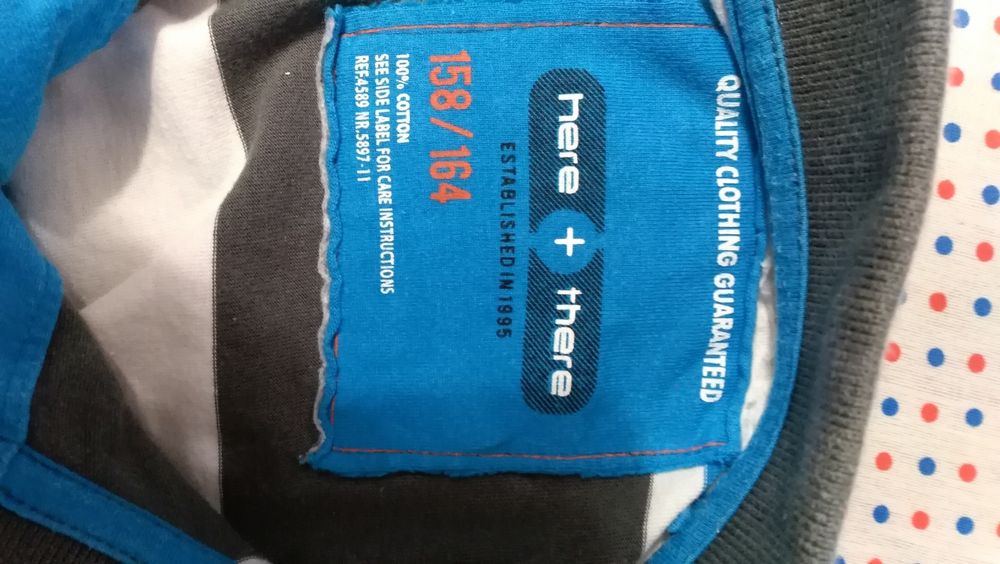 QUALITY CLOTHING GUARANTEED
here + there
ESTABLISHED IN 1995
158/164
100% COTTON
SEE SIDE LABEL FOR CARE INSTRUCTIONS
REF.4589 NR.5897-11